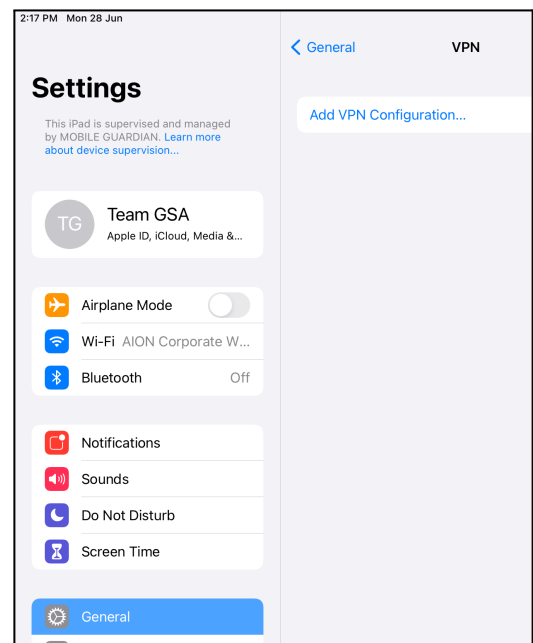 2:17 PM Mon 28 Jun
General
VPN
Settings
This iPad is supervised and managed
by MOBILE GUARDIAN. Learn more
about device supervision...
Add VPN Configuration...
TG
Team GSA
Apple ID, iCloud, Media &...
Airplane Mode
Wi-Fi AION Corporate W...
Bluetooth Off
Notifications
Sounds
Do Not Disturb
Screen Time
General